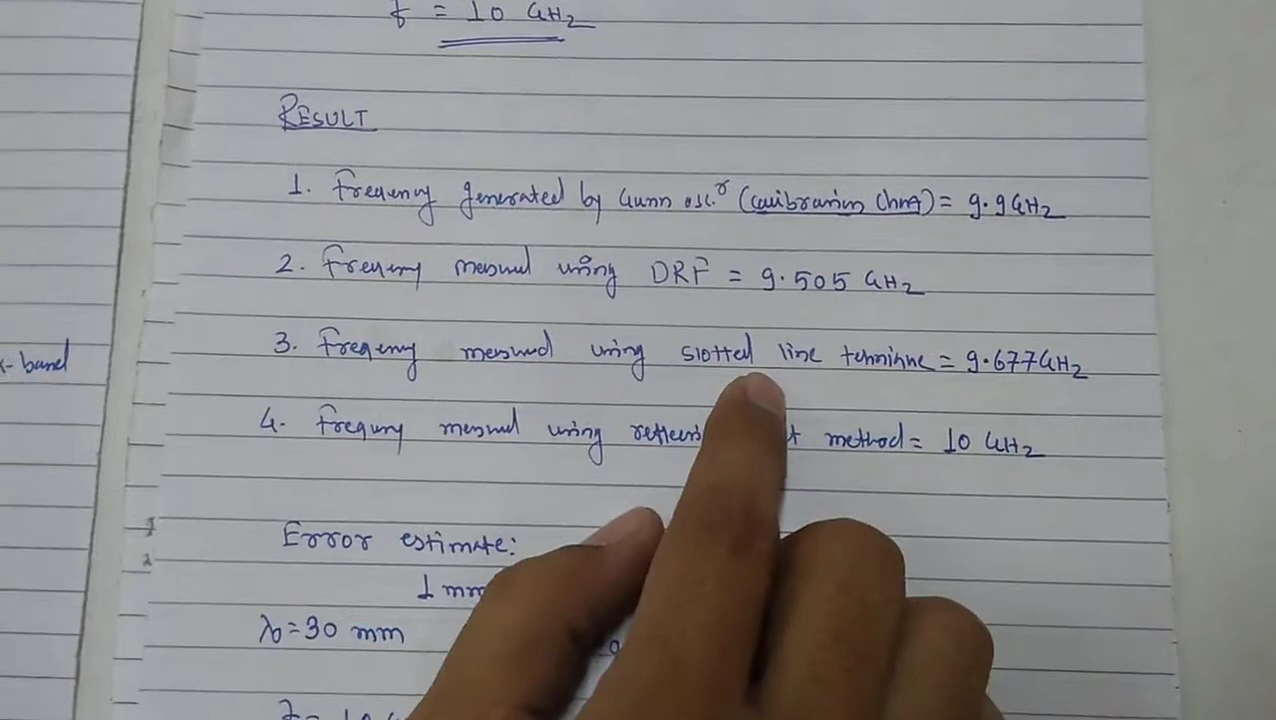 f = 10 GHz
RESULT
1. Frequency generated by Gunn osc.r (calibration Chart) = 9.9 GHz
2. Frequency measured using DRF = 9.505 GHz
3. Frequency measured using slotted line technique = 9.677 GHz
4. Frequency measured using method = 10 GHz
x-band
Error estimate:
1 mm
λ0 = 30 mm